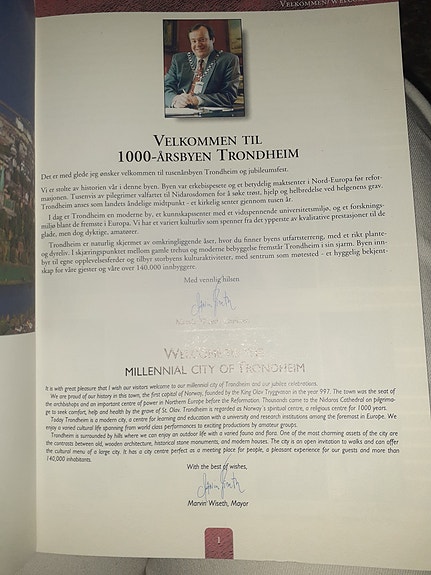 VELKOMMEN/WELCOME
VELKOMMEN TIL
1000-ÅRSBYEN TRONDHEIM
Det er med glede jeg ønsker velkommen til tusenårsbyen Trondheim og jubileumsfest.
Vi er stolte av historien vår i denne byen. Byen var erkebispesete og et betydelig maktsenter i Nord-Europa før refor-
masjonen. Tusenvis av pilegrimer valfartet til Nidarosdomen for å søke trøst, hjelp og helbredelse ved helgenens grav.
Trondheim anses som landets åndelige midtpunkt - et kirkelig senter gjennom tusen år.
I dag er Trondheim en moderne by, et kunnskapssenter med et vidtspennende universitetsmiljø, og et forsknings-
miljø blant de fremste i Europa. Vi har et variert kulturliv som spenner fra det ypperste av kvalitative prestasjoner til de
glade, men dog dyktige, amatører.
Trondheim er naturlig skjermet av omkringliggende åser, hvor du finner byens utfartsterreng, med et rikt plante-
og dyreliv. I skjæringspunktet mellom gamle trehus og moderne bebyggelse fremstår Trondheim i sin sjarm. Byen inn-
byr til egne opplevelsesferder og tilbyr storbyens kulturaktiviteter, med sentrum som møtested - et hyggelig bekjent-
skap for våre gjester og våre over 140.000 innbyggere.
Med vennlig hilsen
MILLENNIAL CITY OF TRONDHEIM
It is with great pleasure that I wish our visitors welcome to our millennial city of Trondheim and our jubilee celebrations.
We are proud of our history in this town, the first capital of Norway, founded by the King Olav Tryggvason in the year 997. The town was the seat of
the archbishops and an important centre of power in Northern Europe before the Reformation. Thousands came to the Nidaros Cathedral on pilgrima-
ge to seek comfort, help and health by the grave of St. Olav. Trondheim is regarded as Norway's spiritual centre, a religious centre for 1000 years.
Today Trondheim is a modern city, a centre for learning and education with a university and research institutions among the foremost in Europe. We
enjoy a varied cultural life spanning from world class performances to exciting productions by amateur groups.
Trondheim is surrounded by hills where we can enjoy an outdoor life with a varied fauna and flora. One of the most charming assets of the city are
the contrasts between old, wooden architecture, historical stone monuments, and modern houses. The city is an open invitation to walks and can offer
the cultural menu of a large city. It has a city centre perfect as a meeting place for people, a pleasant experience for our guests and more than
140,000 inhabitants.
With the best of wishes,
Marvin Wiseth, Mayor
1